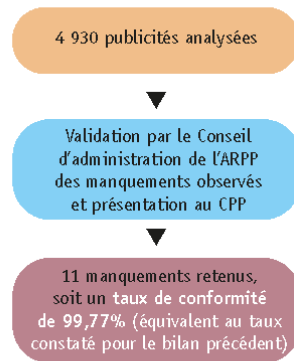 4 930 publicités analysées
Validation par le Conseil
d'administration de l'ARPP
des manquements observés
et présentation au CPP
11 manquements retenus,
soit un taux de conformité
de 99,77% (équivalent au taux
constaté pour le bilan précédent)